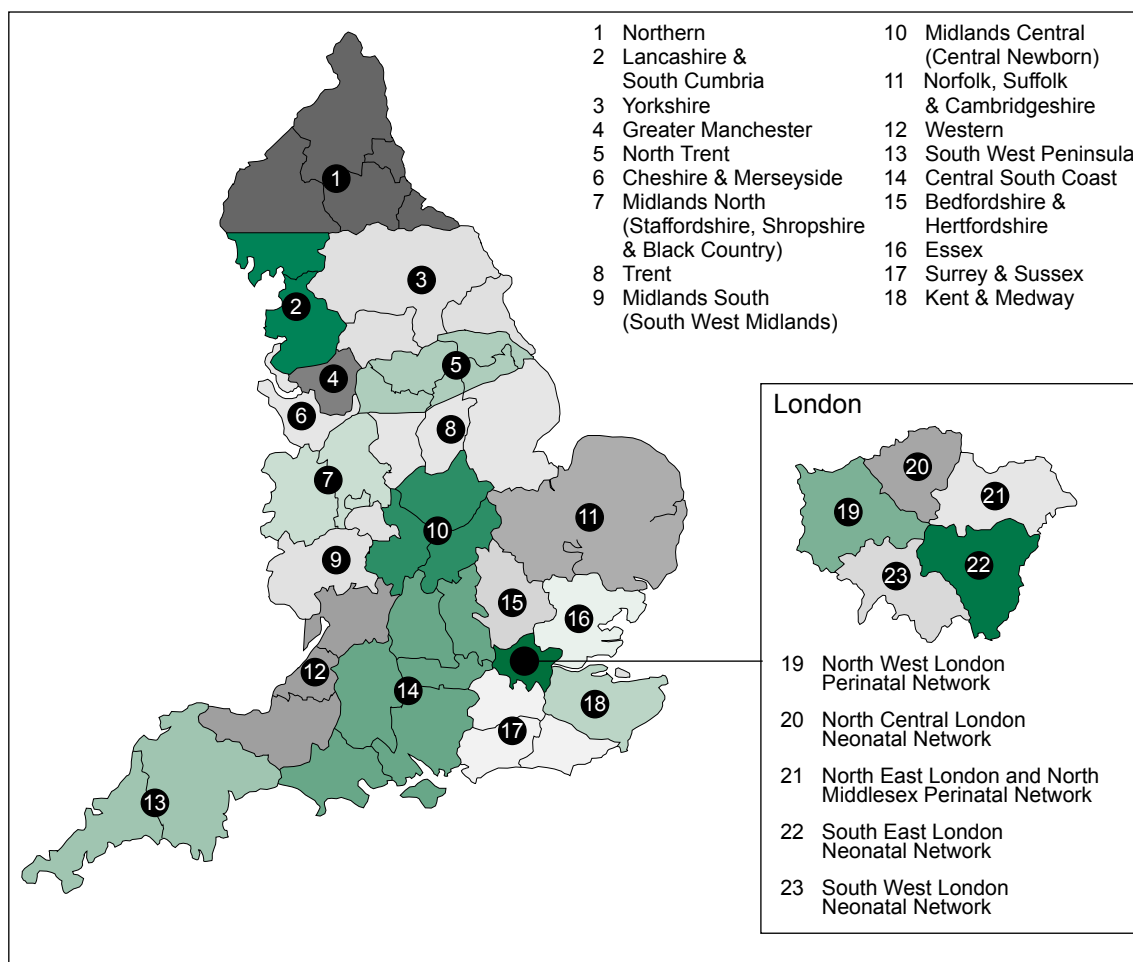 1 Northern
2 Lancashire &
South Cumbria
3 Yorkshire
4 Greater Manchester
5 North Trent
6 Cheshire & Merseyside
7 Midlands North
(Staffordshire, Shropshire
& Black Country)
8 Trent
9 Midlands South
(South West Midlands)
10 Midlands Central
(Central Newborn)
11 Norfolk, Suffolk
& Cambridgeshire
12 Western
13 South West Peninsula
14 Central South Coast
15 Bedfordshire &
Hertfordshire
16 Essex
17 Surrey & Sussex
18 Kent & Medway
1
2
3
4
5
6
7
8
9
10
11
12
13
14
15
16
17
18
London
19
20
21
22
23
19 North West London
Perinatal Network
20 North Central London
Neonatal Network
21 North East London and North
Middlesex Perinatal Network
22 South East London
Neonatal Network
23 South West London
Neonatal Network